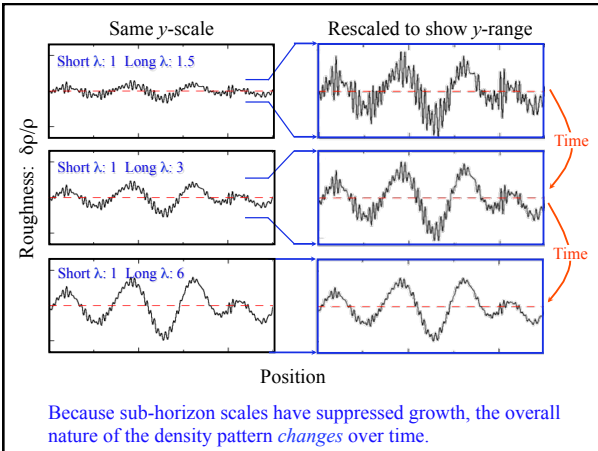 Same y-scale
Rescaled to show y-range
Roughness: δρ/ρ
Short λ: 1 Long λ: 1.5
Time
Short λ: 1 Long λ: 3
Time
Short λ: 1 Long λ: 6
Position
Because sub-horizon scales have suppressed growth, the overall
nature of the density pattern changes over time.